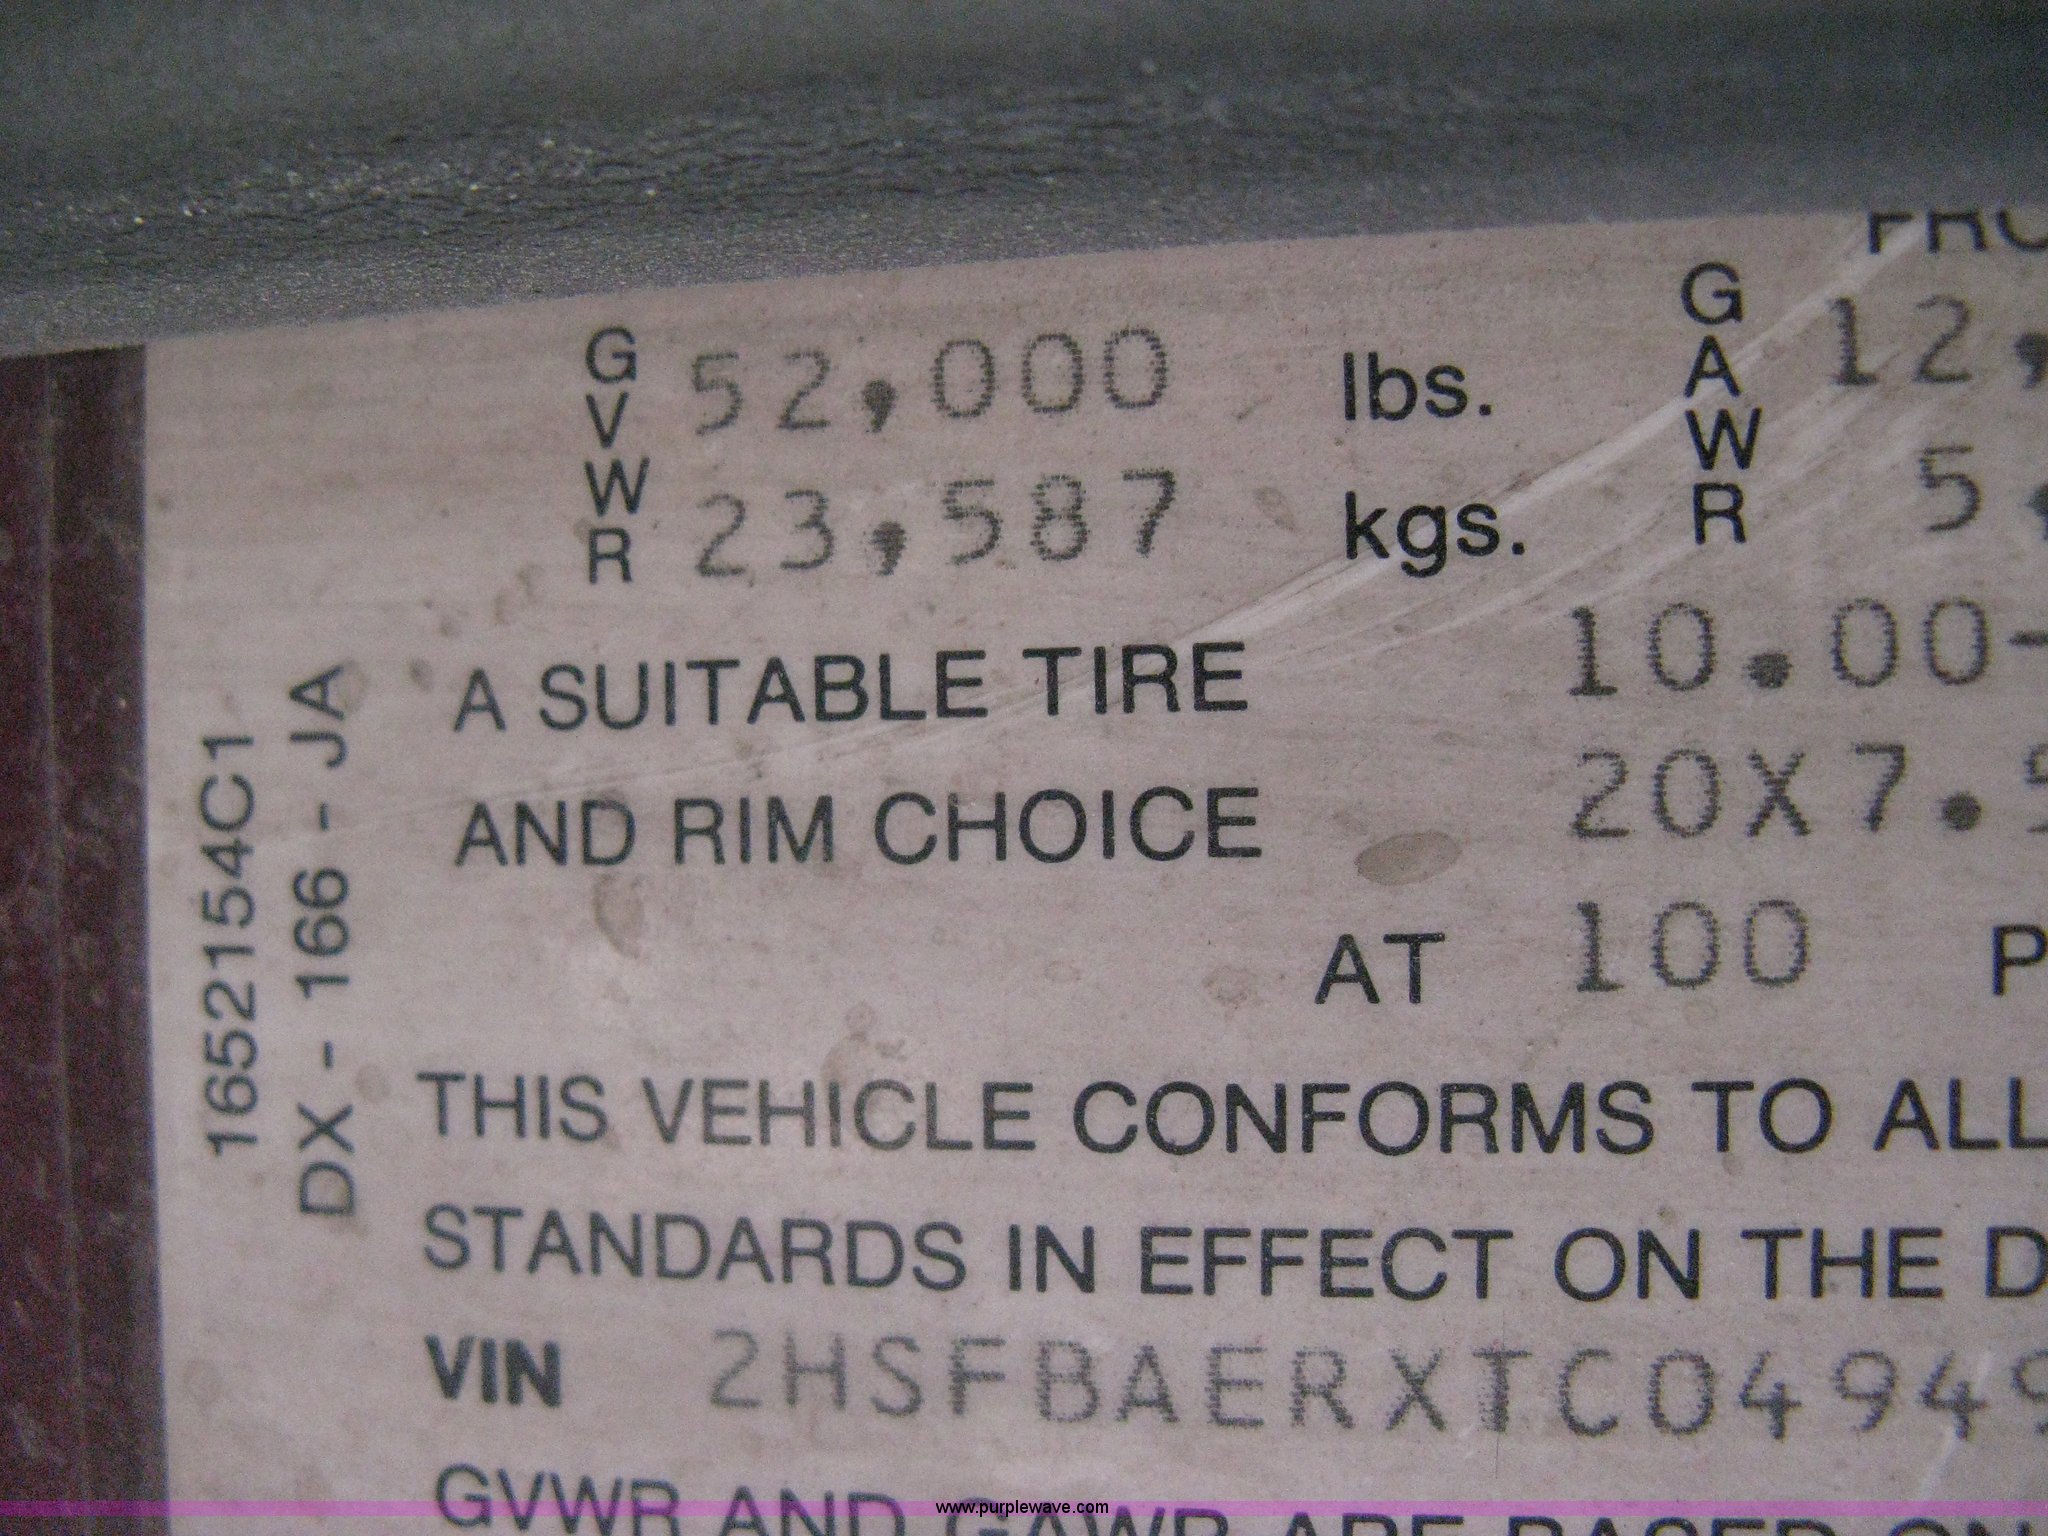 FRO
GVWR 52,000 lbs. GAWR 12,
23,587 kgs. 5,
A SUITABLE TIRE 10.00-
AND RIM CHOICE 20X7.5
AT 100 P
THIS VEHICLE CONFORMS TO ALL
STANDARDS IN EFFECT ON THE D
VIN 2HSFBAERXTC0494
GVWR AND GAWR ARE BASED ON
1652154C1
DX - 166 - JA
www.purplewave.com